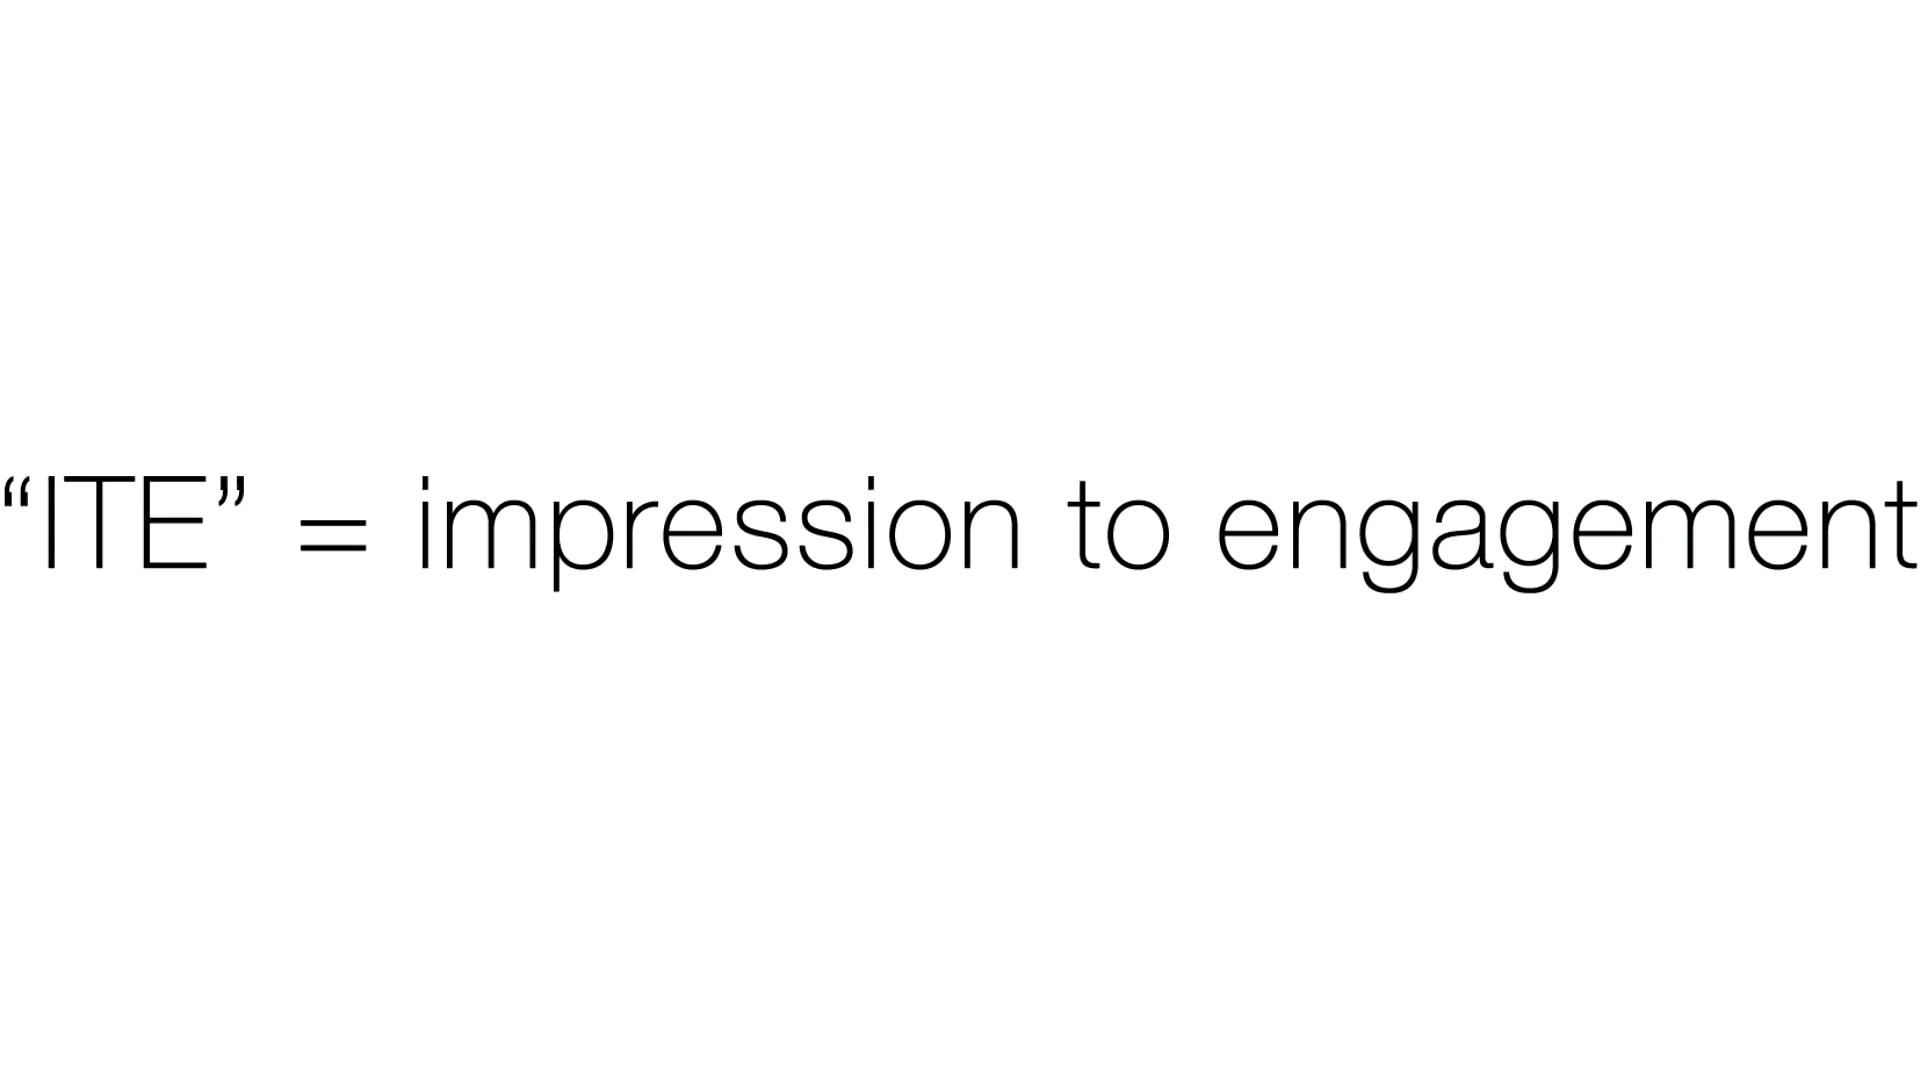 “ITE” = impression to engagement